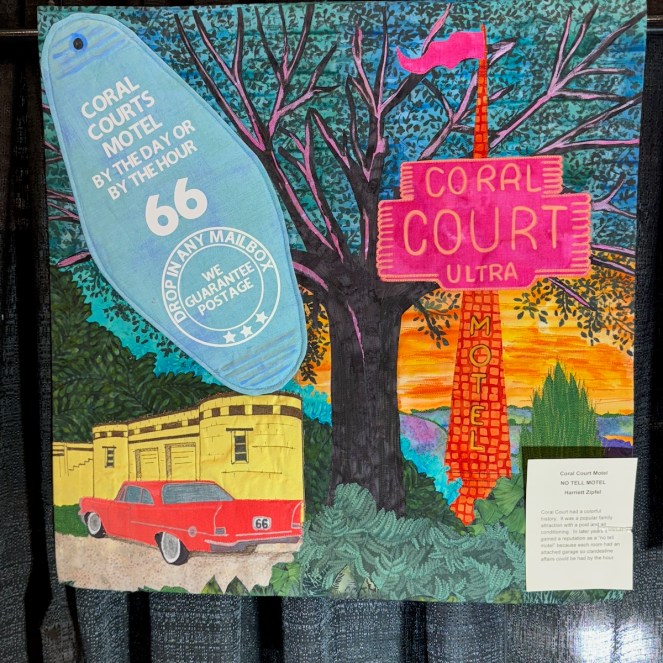 CORAL
COURTS
MOTEL
BY THE DAY OR
BY THE HOUR
66
DROP IN ANY MAILBOX
WE
GUARANTEE
POSTAGE
CORAL
COURT
ULTRA
MOTEL
66
Coral Court Motel
NO TELL MOTEL
Harriett Zipfel
Coral Court had a colorful
history. It was a popular family
attraction with a pool and air
conditioning. In later years,
gained a reputation as a "no tell
motel" because each room had an
attached garage so clandestine
affairs could be had by the hour